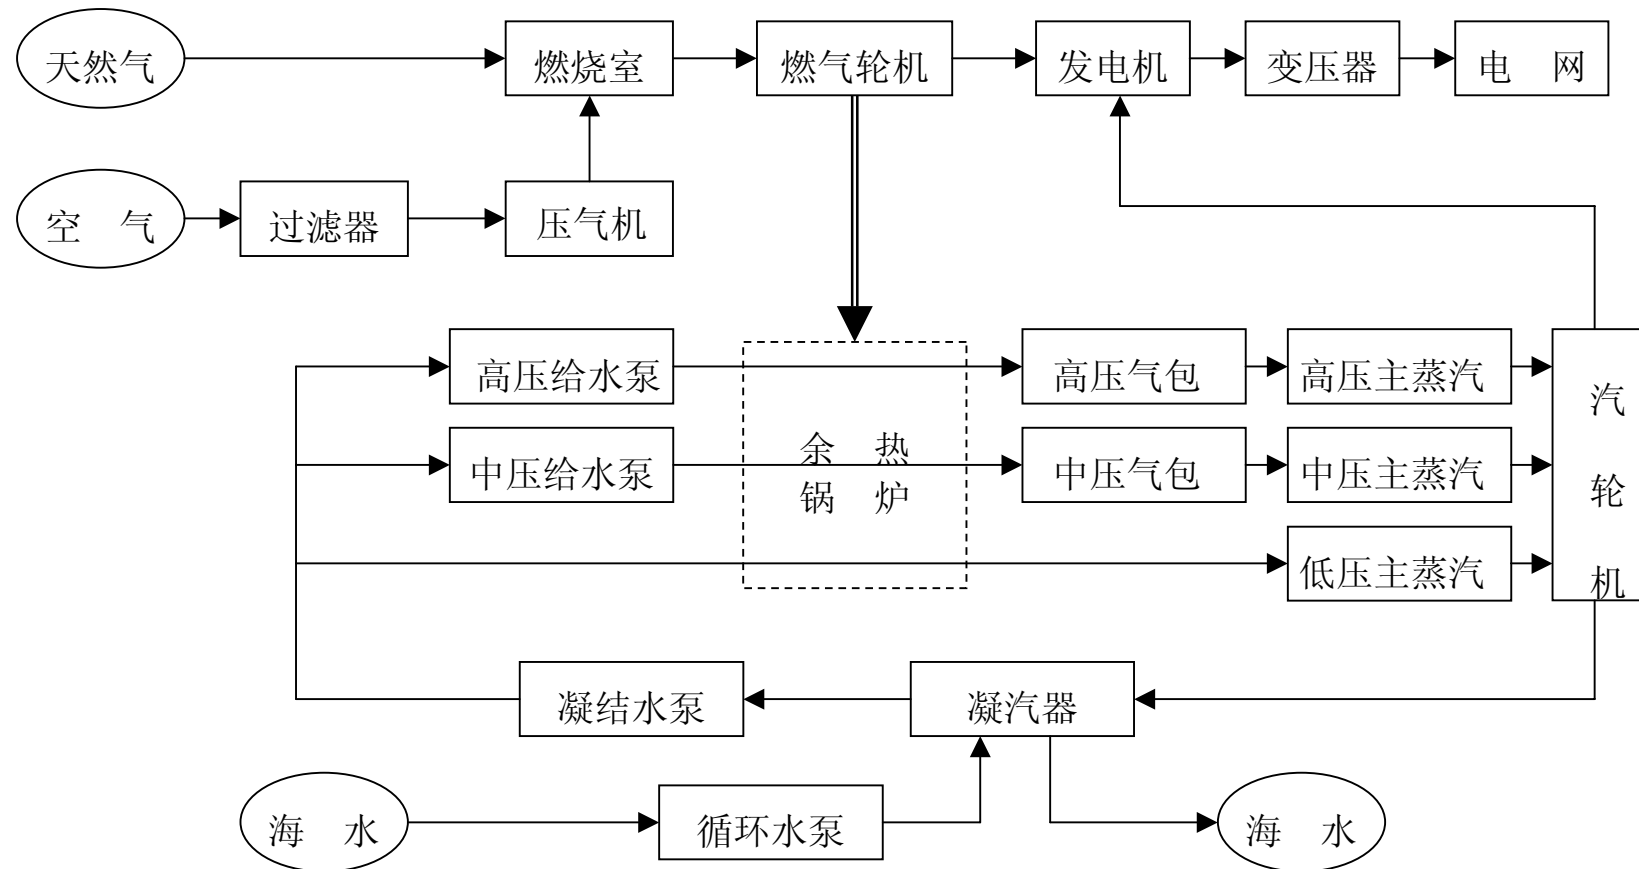 天然气
燃烧室
燃气轮机
发电机
变压器
电 网
空 气
过滤器
压气机
高压给水泵
高压气包
高压主蒸汽
汽
轮
机
余 热
锅 炉
中压给水泵
中压气包
中压主蒸汽
低压主蒸汽
凝结水泵
凝汽器
海 水
循环水泵
海 水